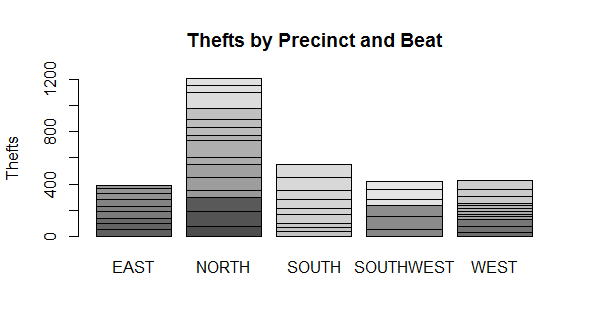 Thefts by Precinct and Beat
Thefts
1200
800
400
0
EAST NORTH SOUTH SOUTHWEST WEST